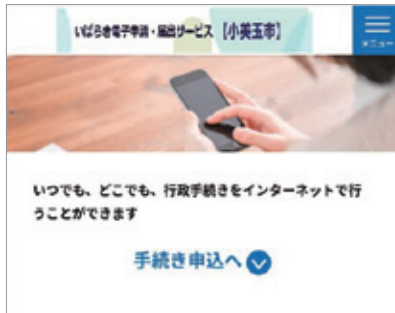 いばらき電子申請・届出サービス【小美玉市】
メニュー
いつでも、どこでも、行政手続きをインターネットで行
うことができます
手続き申込へ